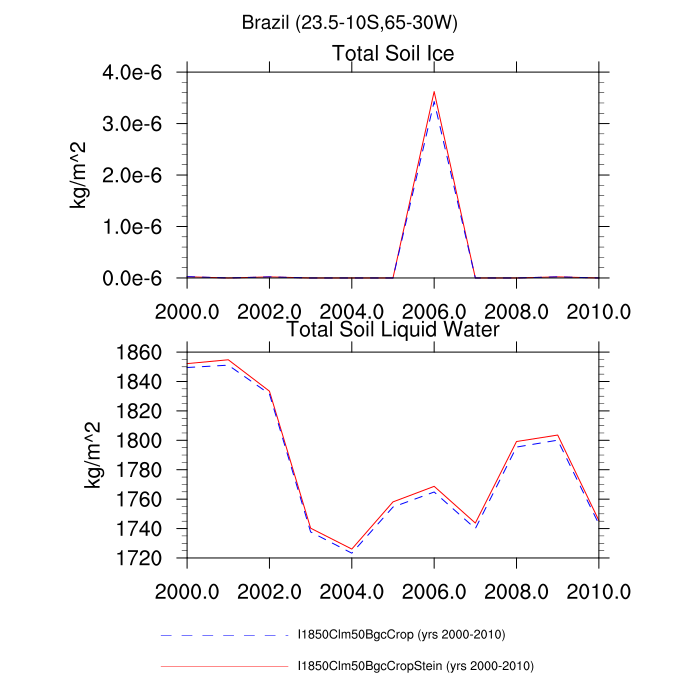 Brazil (23.5-10S,65-30W)
Total Soil Ice
4.0e-6
3.0e-6
2.0e-6
1.0e-6
0.0e-6
kg/m^2
2000.0 2002.0 2004.0 2006.0 2008.0 2010.0
Total Soil Liquid Water
1860
1840
1820
1800
1780
1760
1740
1720
kg/m^2
2000.0 2002.0 2004.0 2006.0 2008.0 2010.0
I1850Clm50BgcCrop (yrs 2000-2010)
I1850Clm50BgcCropStein (yrs 2000-2010)